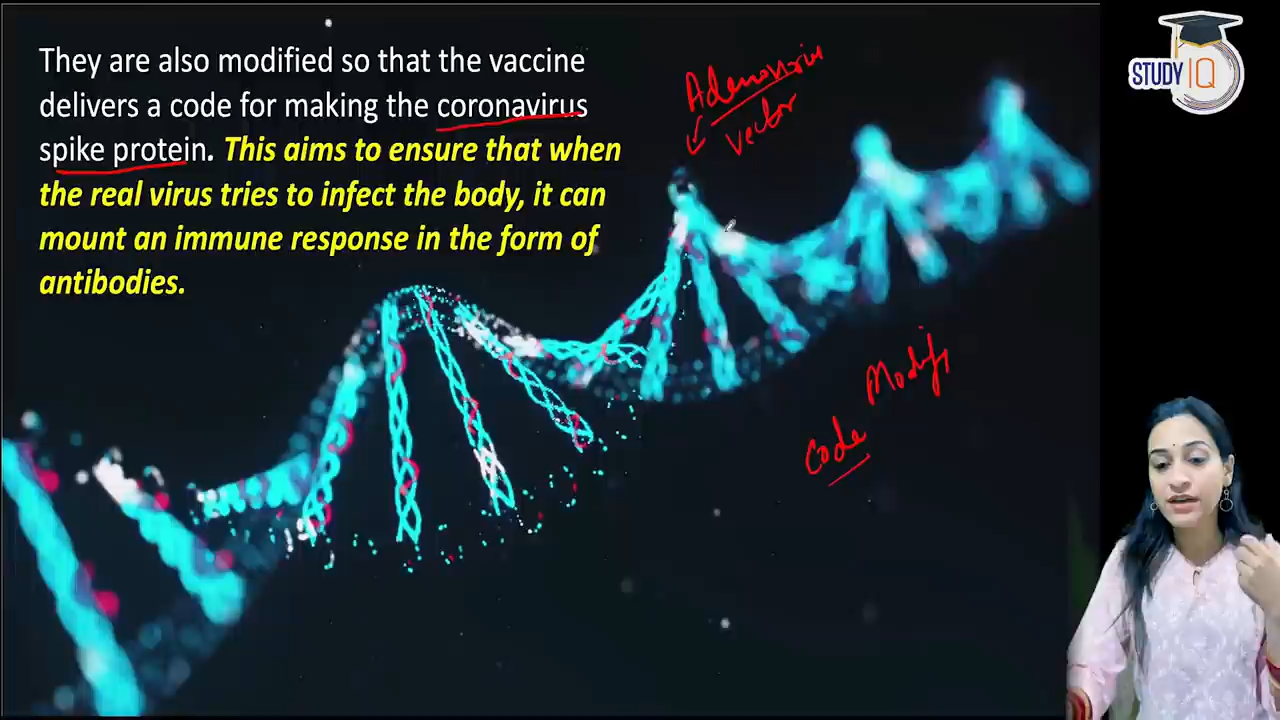 They are also modified so that the vaccine
delivers a code for making the coronavirus
spike protein. This aims to ensure that when
the real virus tries to infect the body, it can
mount an immune response in the form of
antibodies.
Adenovirus
vector
Modify
Code
STUDY IQ